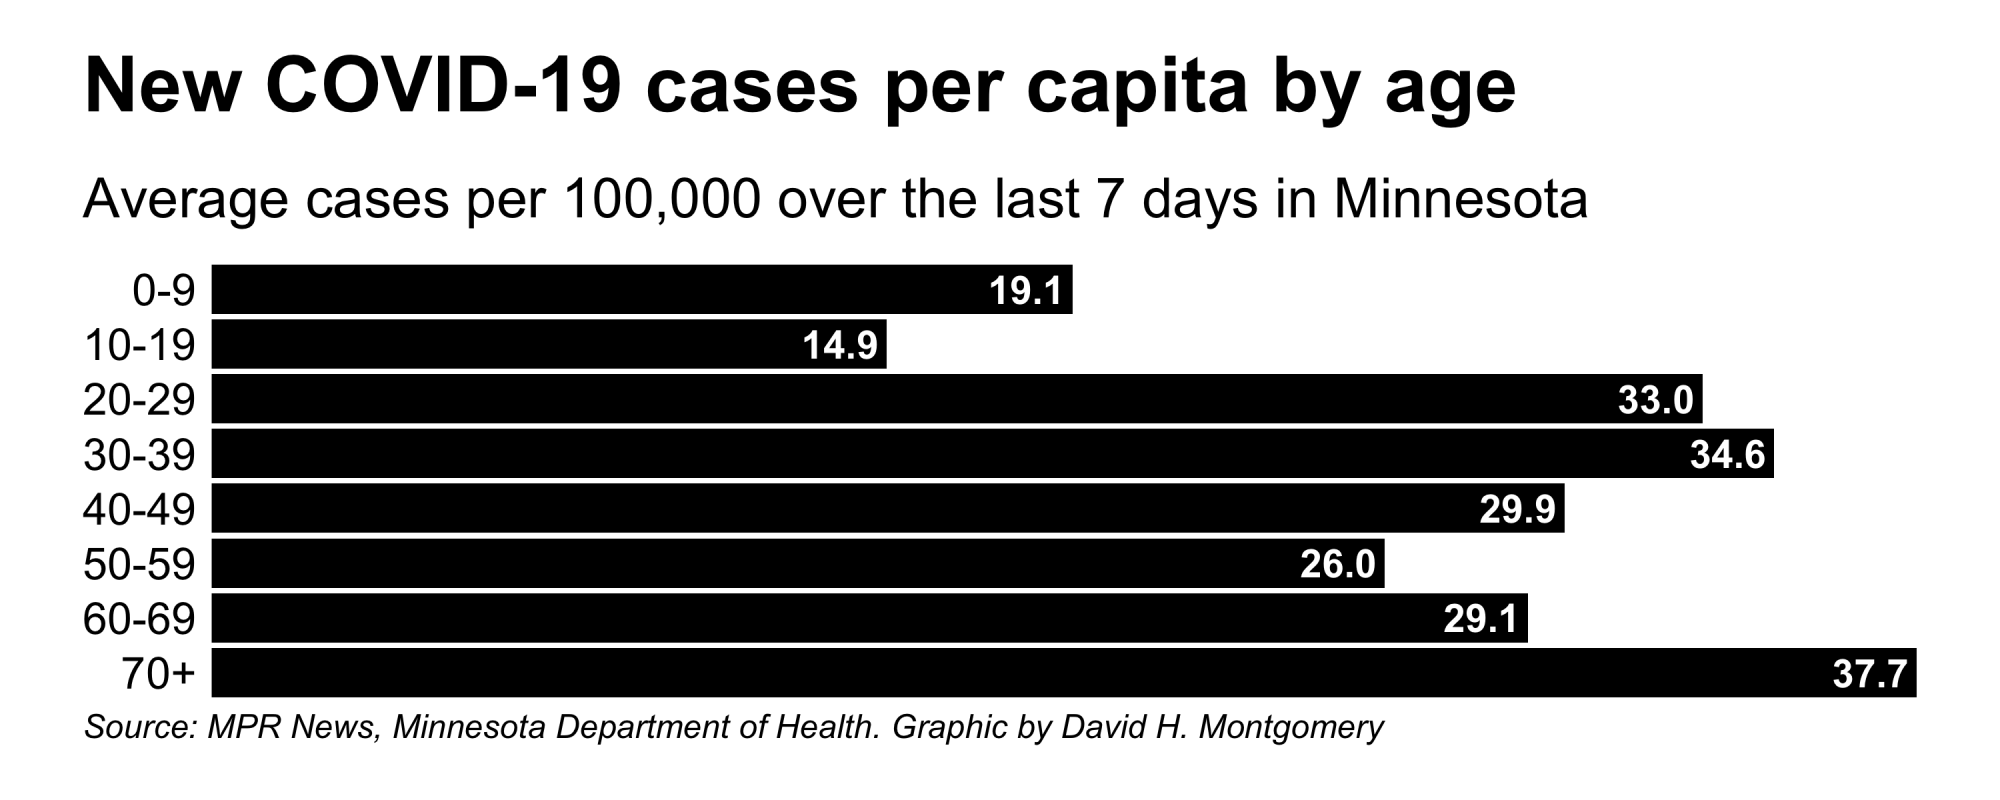 New COVID-19 cases per capita by age
Average cases per 100,000 over the last 7 days in Minnesota
0-9 19.1
10-19 14.9
20-29 33.0
30-39 34.6
40-49 29.9
50-59 26.0
60-69 29.1
70+ 37.7
Source: MPR News, Minnesota Department of Health. Graphic by David H. Montgomery